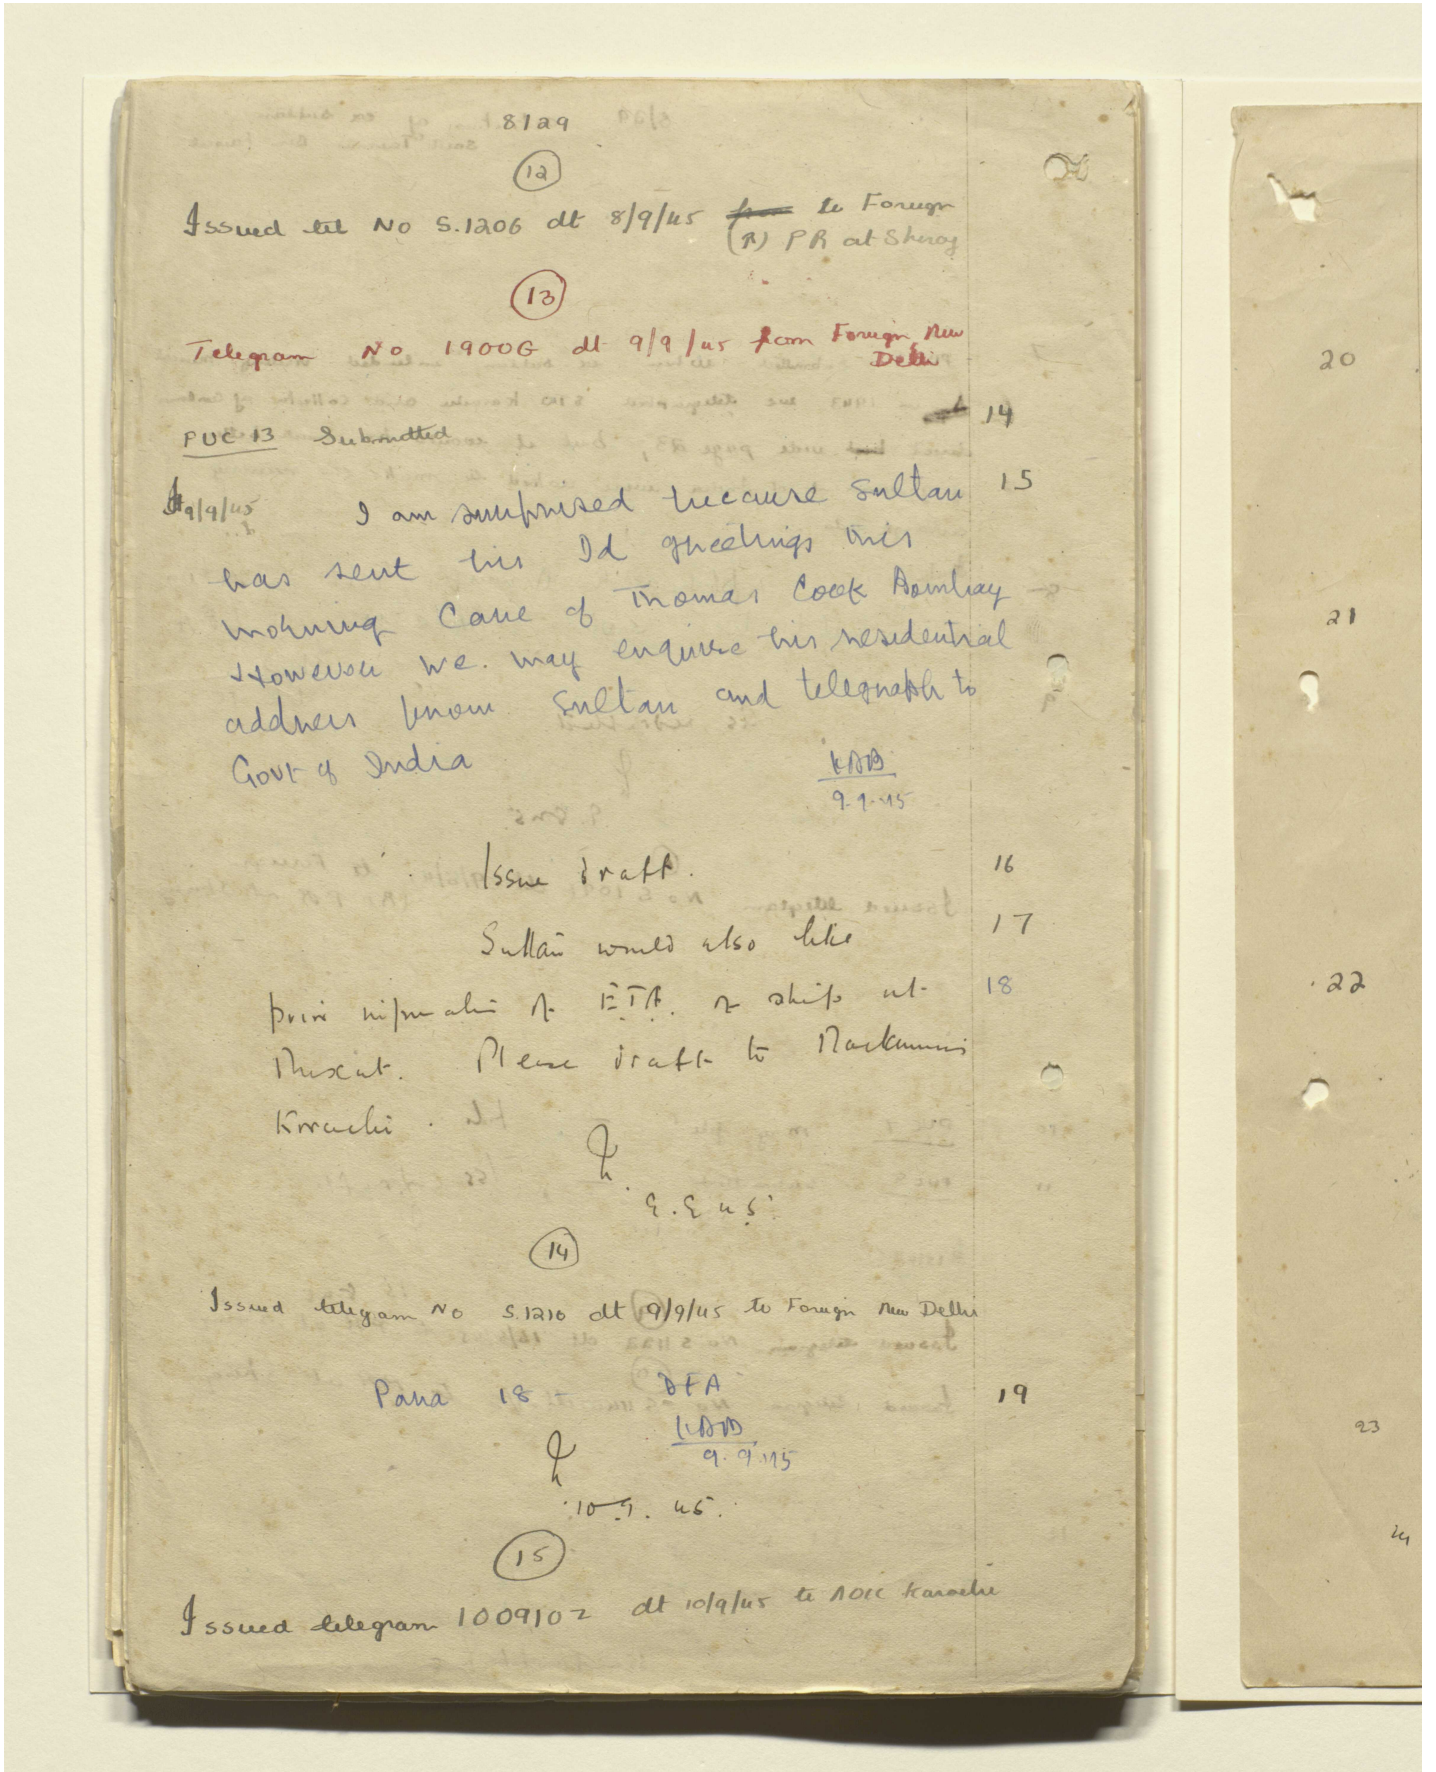 8/29
12
Issued tel No S.1206 dt 8/9/45 to Foreign
(R) PR at Shiraz
13
Telegram No 1900G dt 9/9/45 from Foreign, New
Delhi
14
PUC 13 Submitted
9/9/45
I am surprised because Sultan 15
has sent his Id greetings this
morning Care of Thomas Cook Bombay
However we. may enquire his residential
address from Sultan and telegraph to
Govt of India
KAB
9.9.45
Issue draft. 16
Sultan would also like 17
prior information of E.T.A. of ship at 18
Muscat. Please draft to Mackinnons
Karachi.
9.9.45.
14
Issued telegram No S.1210 dt 9/9/45 to Foreign New Delhi
Para 18 - DFA 19
KAB
9.9.45
10.9.45.
15
Issued telegram 100910z dt 10/9/45 to Karachi
20
21
22
23
24